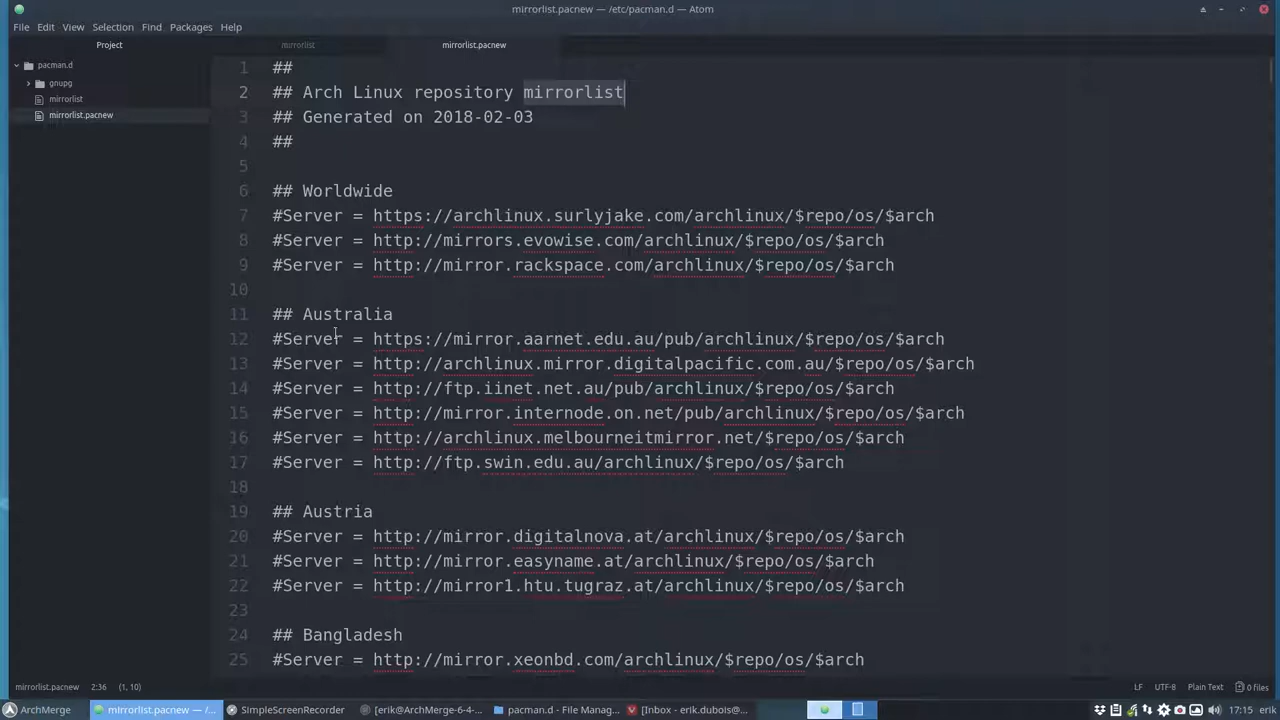 mirrorlist.pacnew — /etc/pacman.d — Atom
File Edit View Selection Find Packages Help
Project
mirrorlist
mirrorlist.pacnew
pacman.d
gnupg
mirrorlist
mirrorlist.pacnew
1 ##
2 ## Arch Linux repository mirrorlist
3 ## Generated on 2018-02-03
4 ##
5
6 ## Worldwide
7 #Server = https://archlinux.surlyjake.com/archlinux/$repo/os/$arch
8 #Server = http://mirrors.evowise.com/archlinux/$repo/os/$arch
9 #Server = http://mirror.rackspace.com/archlinux/$repo/os/$arch
10
11 ## Australia
12 #Server = https://mirror.aarnet.edu.au/pub/archlinux/$repo/os/$arch
13 #Server = http://archlinux.mirror.digitalpacific.com.au/$repo/os/$arch
14 #Server = http://ftp.iinet.net.au/pub/archlinux/$repo/os/$arch
15 #Server = http://mirror.internode.on.net/pub/archlinux/$repo/os/$arch
16 #Server = http://archlinux.melbourneitmirror.net/$repo/os/$arch
17 #Server = http://ftp.swin.edu.au/archlinux/$repo/os/$arch
18
19 ## Austria
20 #Server = http://mirror.digitalnova.at/archlinux/$repo/os/$arch
21 #Server = http://mirror.easyname.at/archlinux/$repo/os/$arch
22 #Server = http://mirror1.htu.tugraz.at/archlinux/$repo/os/$arch
23
24 ## Bangladesh
25 #Server = http://mirror.xeonbd.com/archlinux/$repo/os/$arch
mirrorlist.pacnew 2:36 (1, 10) LF UTF-8 Plain Text 0 files
ArchMerge mirrorlist.pacnew — /... SimpleScreenRecorder [erik@ArchMerge-6-4-... pacman.d - File Manag... [Inbox - erik.dubois@... 17:15 erik